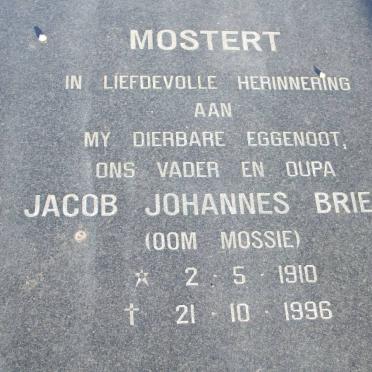 MOSTERT
IN LIEFDEVOLLE HERINNERING
AAN
MY DIERBARE EGGENOOT,
ONS VADER EN OUPA
JACOB JOHANNES BRIE
(OOM MOSSIE)
☆ 2 · 5 · 1910
† 21 · 10 · 1996